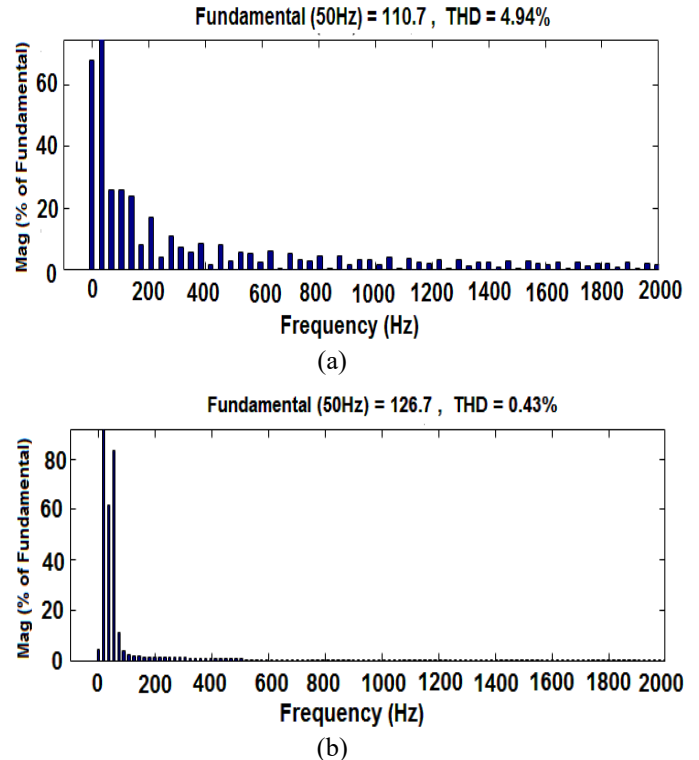 Fundamental (50Hz) = 110.7 , THD = 4.94%
Mag (% of Fundamental)
60
40
20
0
0 200 400 600 800 1000 1200 1400 1600 1800 2000
Frequency (Hz)
(a)
Fundamental (50Hz) = 126.7 , THD = 0.43%
Mag (% of Fundamental)
80
60
40
20
0
0 200 400 600 800 1000 1200 1400 1600 1800 2000
Frequency (Hz)
(b)